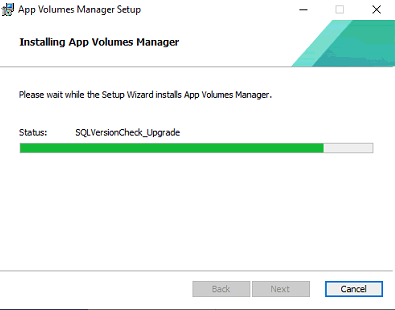 App Volumes Manager Setup
Installing App Volumes Manager
Please wait while the Setup Wizard installs App Volumes Manager.
Status: SQLVersionCheck_Upgrade
Back Next Cancel